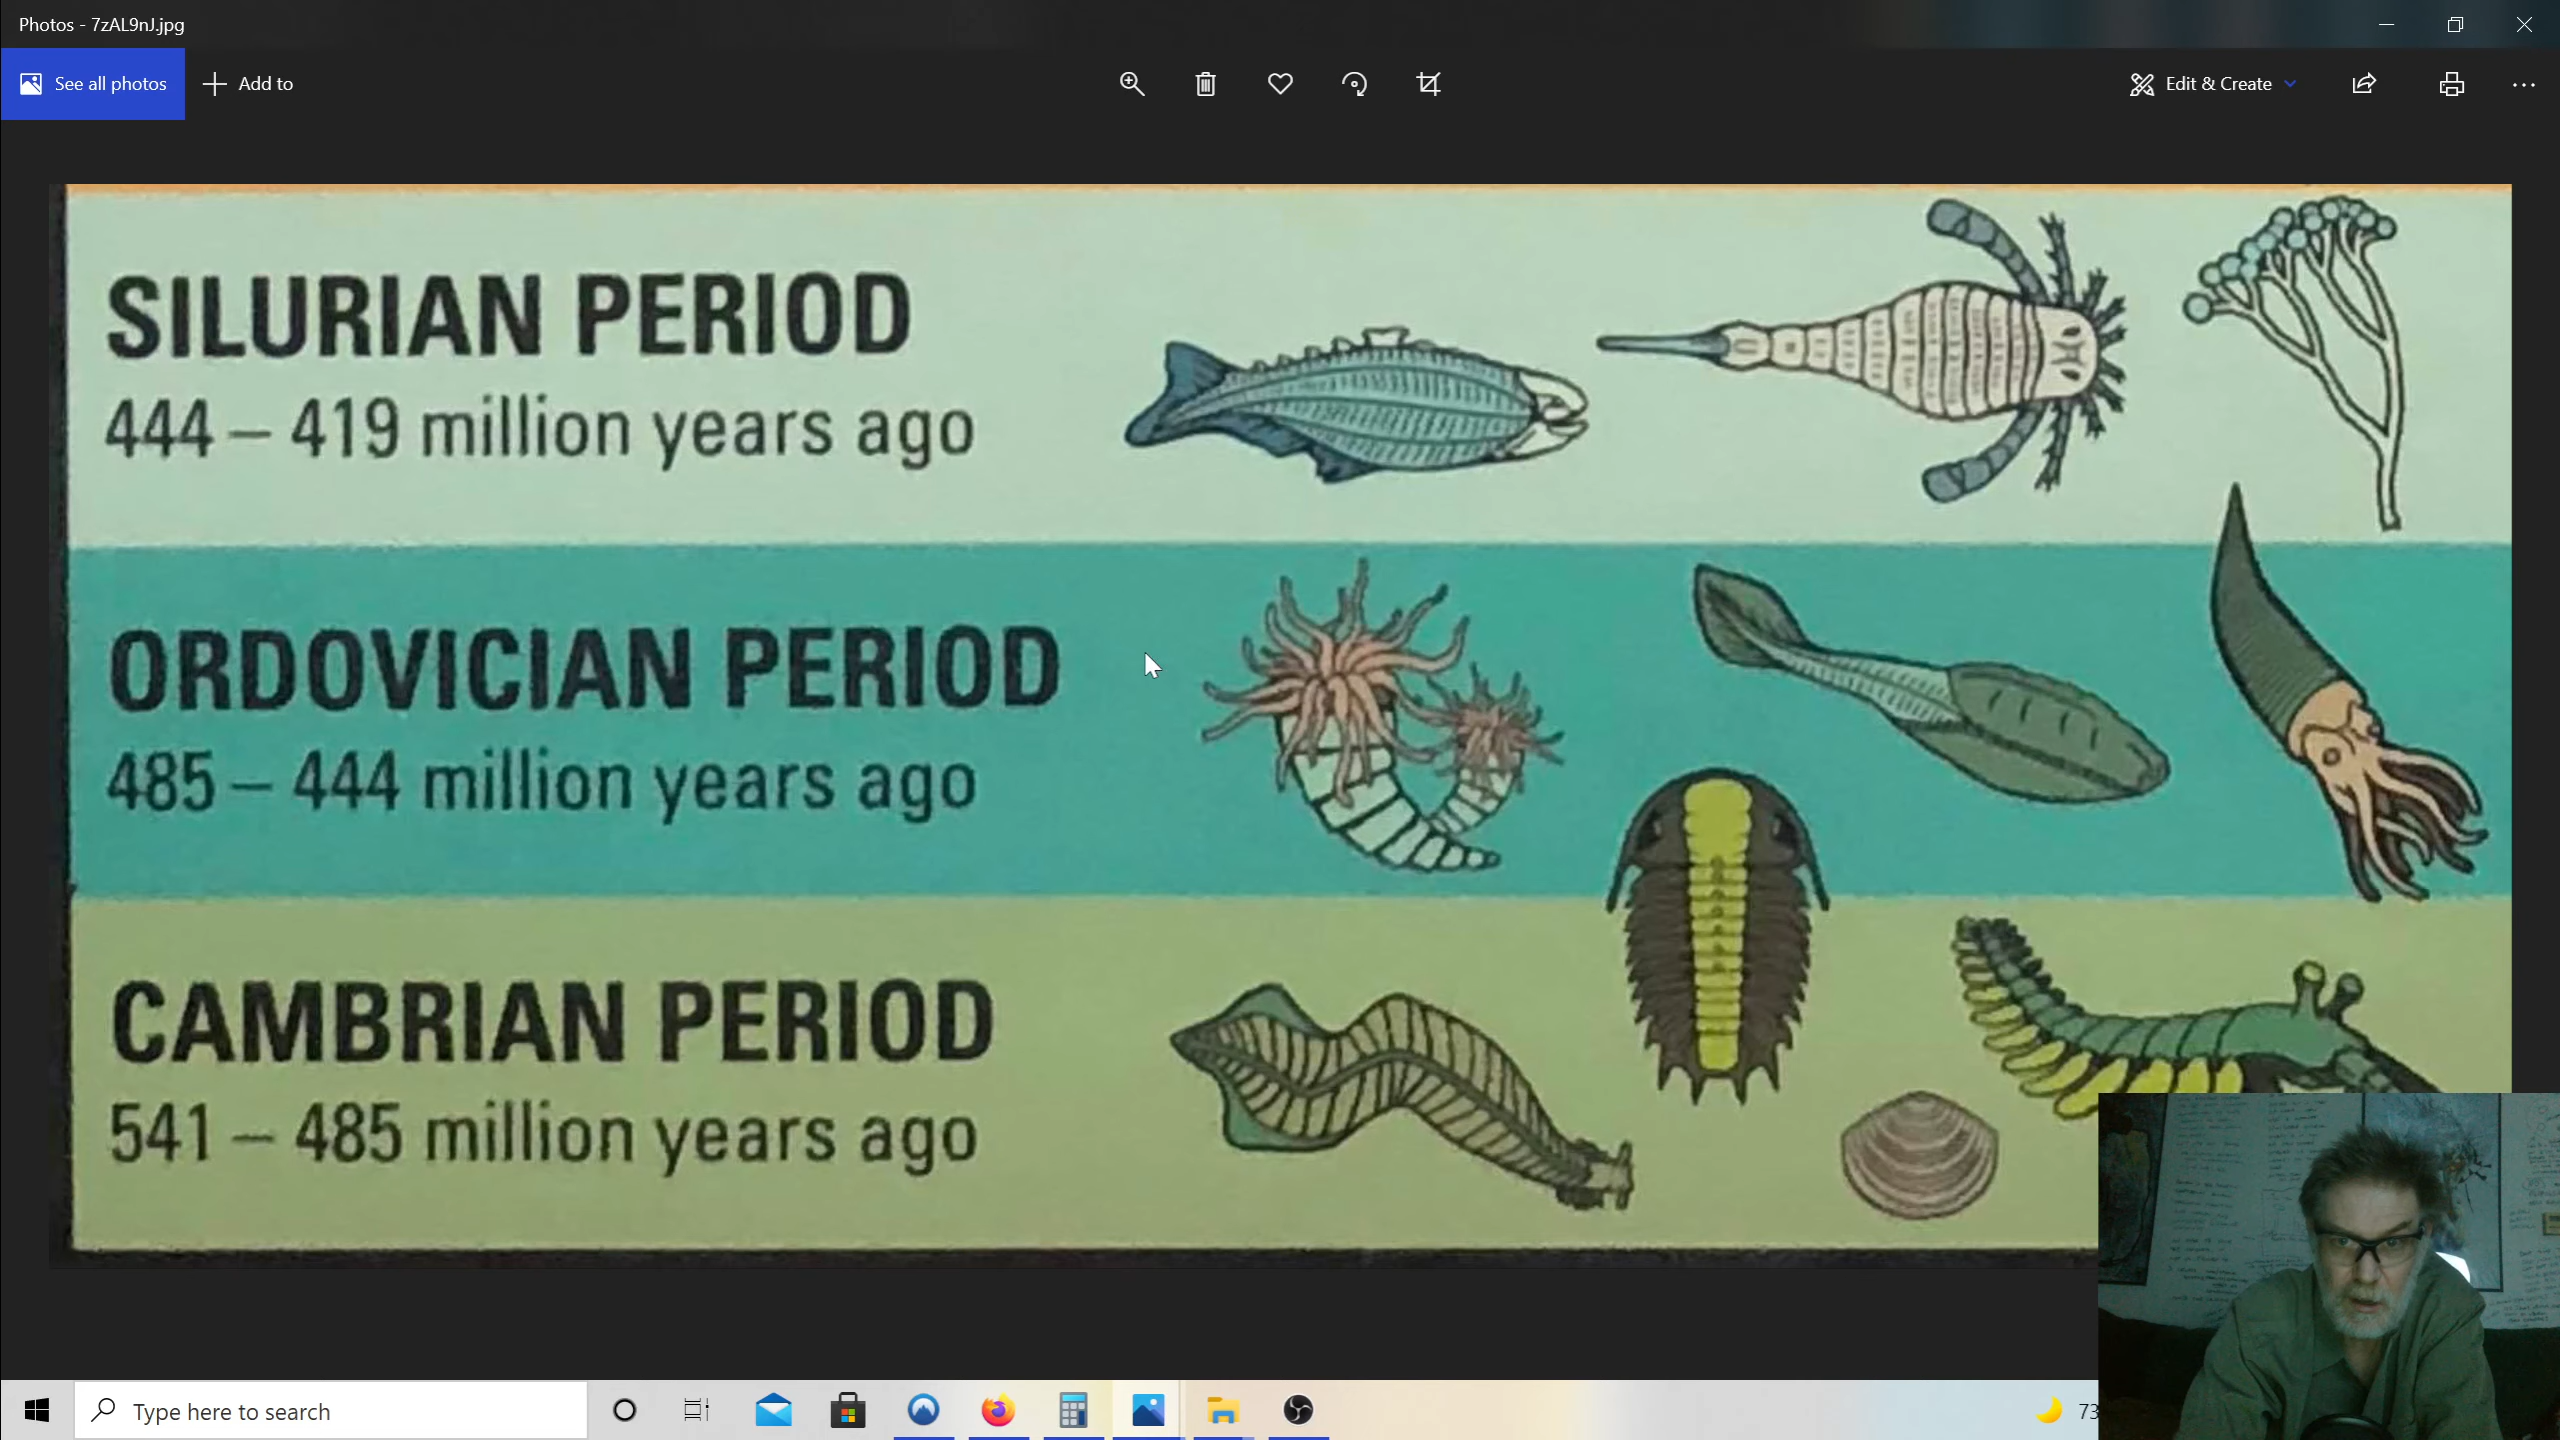 Photos - 7zAL9nJ.jpg
See all photos
Add to
Edit & Create
SILURIAN PERIOD
444 – 419 million years ago
ORDOVICIAN PERIOD
485 – 444 million years ago
CAMBRIAN PERIOD
541 – 485 million years ago
Type here to search
73